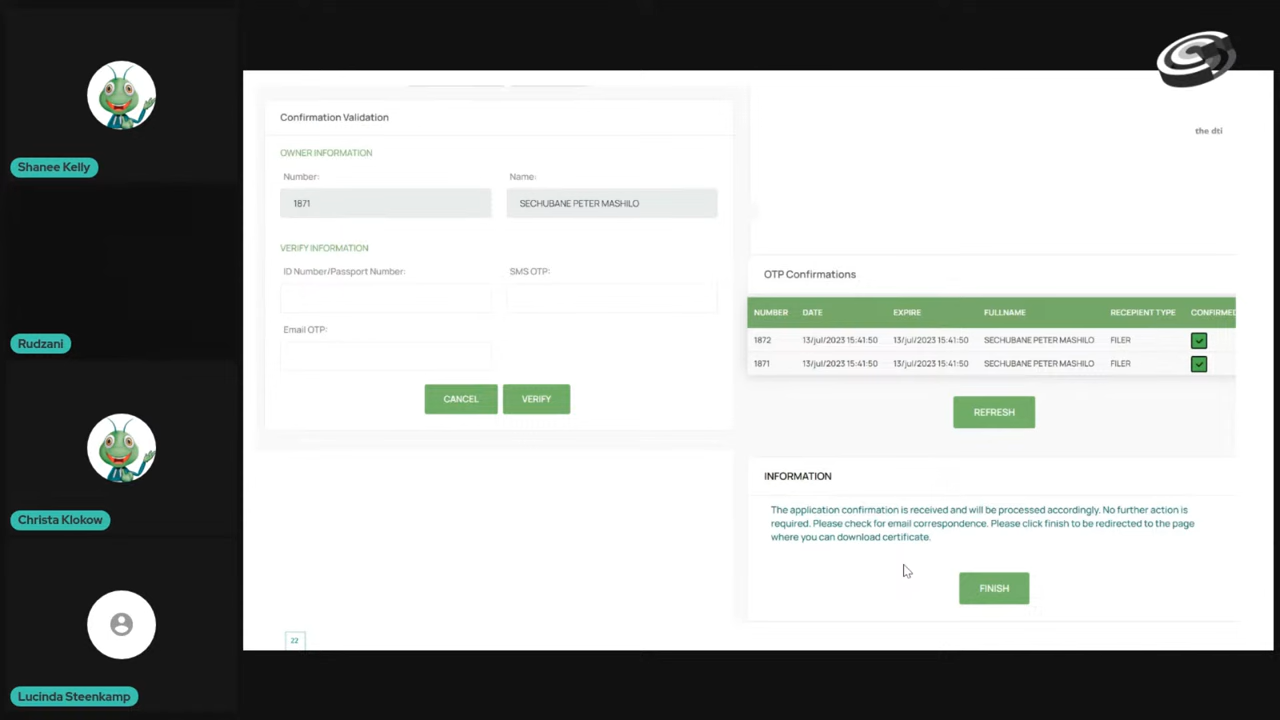 Shanee Kelly
Rudzani
Christa Klokow
Lucinda Steenkamp
Confirmation Validation
OWNER INFORMATION
Number: Name:
1871 SECHUBANE PETER MASHILO
VERIFY INFORMATION
ID Number/Passport Number: SMS OTP:
Email OTP:
CANCEL VERIFY
22
the dti
OTP Confirmations
NUMBER DATE EXPIRE FULLNAME RECEPIENT TYPE CONFIRMED
1872 13/jul/2023 15:41:50 13/jul/2023 15:41:50 SECHUBANE PETER MASHILO FILER
1871 13/jul/2023 15:41:50 13/jul/2023 15:41:50 SECHUBANE PETER MASHILO FILER
REFRESH
INFORMATION
The application confirmation is received and will be processed accordingly. No further action is
required. Please check for email correspondence. Please click finish to be redirected to the page
where you can download certificate.
FINISH